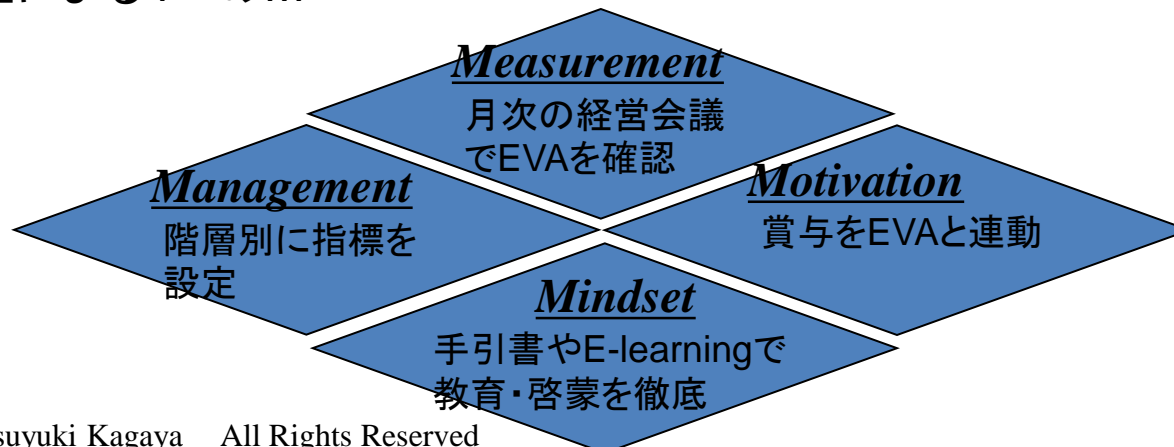 Measurement
月次の経営会議
でEVAを確認
Management
階層別に指標を
設定
Motivation
賞与をEVAと連動
Mindset
手引書やE-learningで
教育・啓蒙を徹底
suyuki Kagaya All Rights Reserved